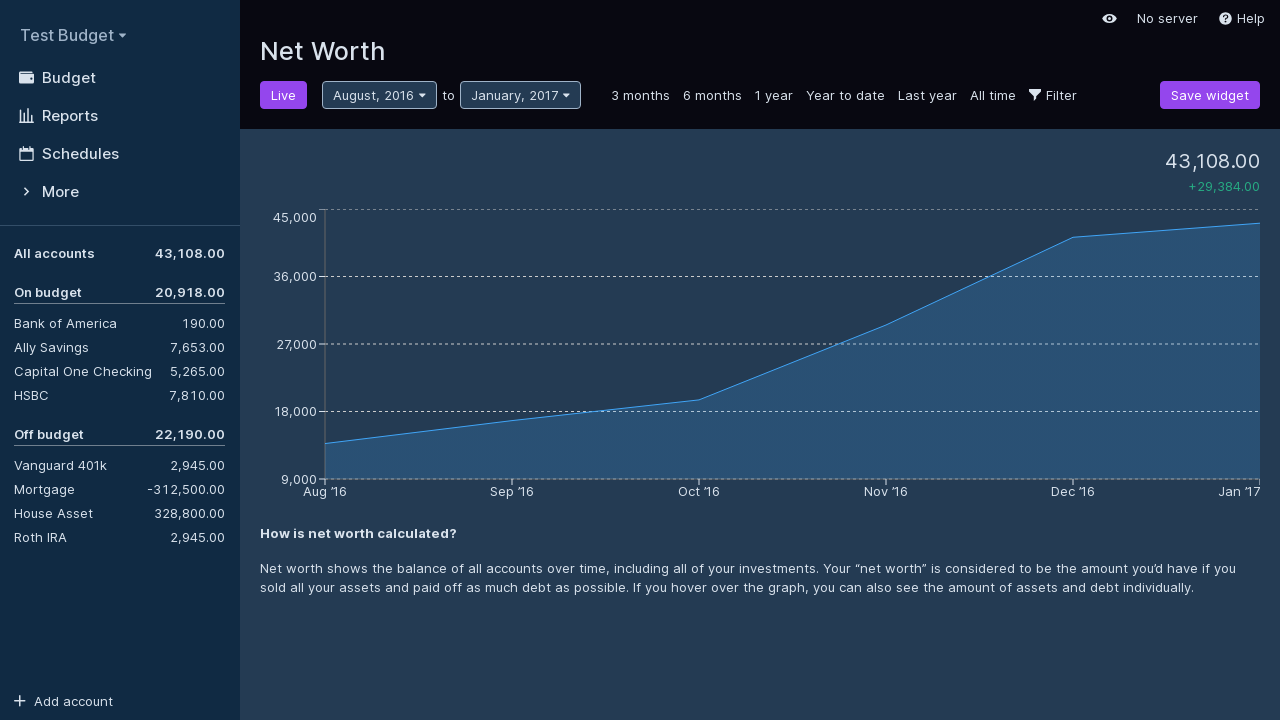 Test Budget
Budget
Reports
Schedules
More
All accounts 43,108.00
On budget 20,918.00
Bank of America 190.00
Ally Savings 7,653.00
Capital One Checking 5,265.00
HSBC 7,810.00
Off budget 22,190.00
Vanguard 401k 2,945.00
Mortgage -312,500.00
House Asset 328,800.00
Roth IRA 2,945.00
Add account
No server Help
Net Worth
Live August, 2016 to January, 2017 3 months 6 months 1 year Year to date Last year All time Filter Save widget
43,108.00
+29,384.00
45,000
36,000
27,000
18,000
9,000
Aug ‘16 Sep ‘16 Oct ‘16 Nov ‘16 Dec ‘16 Jan ‘17
How is net worth calculated?
Net worth shows the balance of all accounts over time, including all of your investments. Your “net worth” is considered to be the amount you’d have if you
sold all your assets and paid off as much debt as possible. If you hover over the graph, you can also see the amount of assets and debt individually.